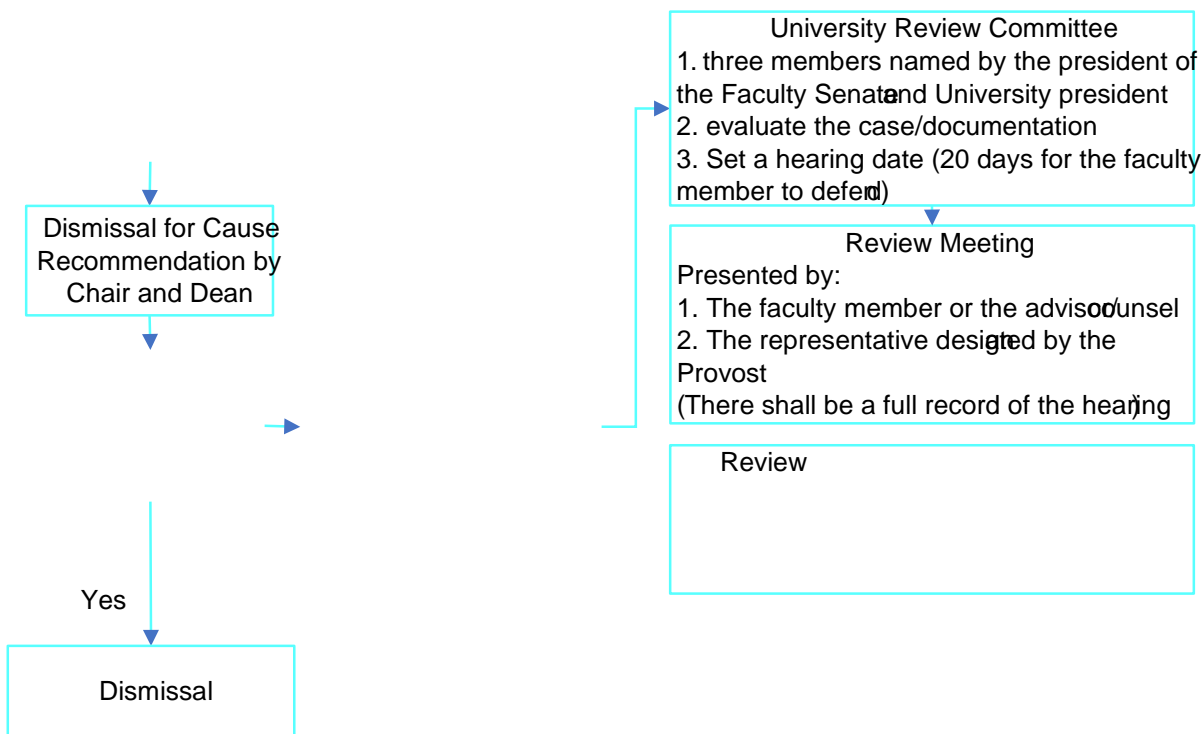 University Review Committee
1. three members named by the president of
the Faculty Senate and University president
2. evaluate the case/documentation
3. Set a hearing date (20 days for the faculty
member to defend)
Dismissal for Cause
Recommendation by
Chair and Dean
Review Meeting
Presented by:
1. The faculty member or the advisor/counsel
2. The representative designated by the
Provost
(There shall be a full record of the hearing)
Review
Yes
Dismissal